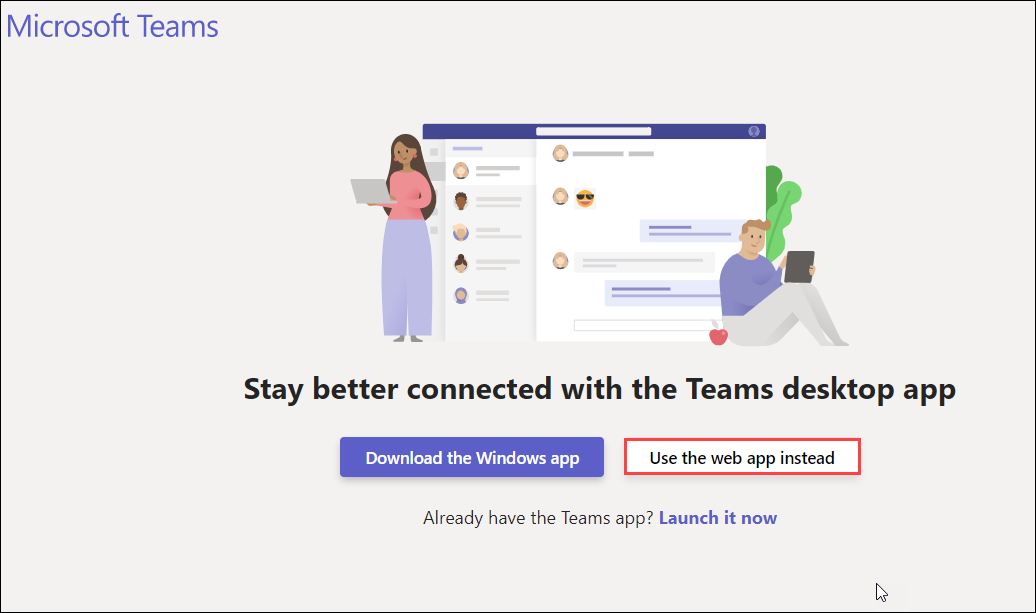 Microsoft Teams
Stay better connected with the Teams desktop app
Download the Windows app
Use the web app instead
Already have the Teams app? Launch it now